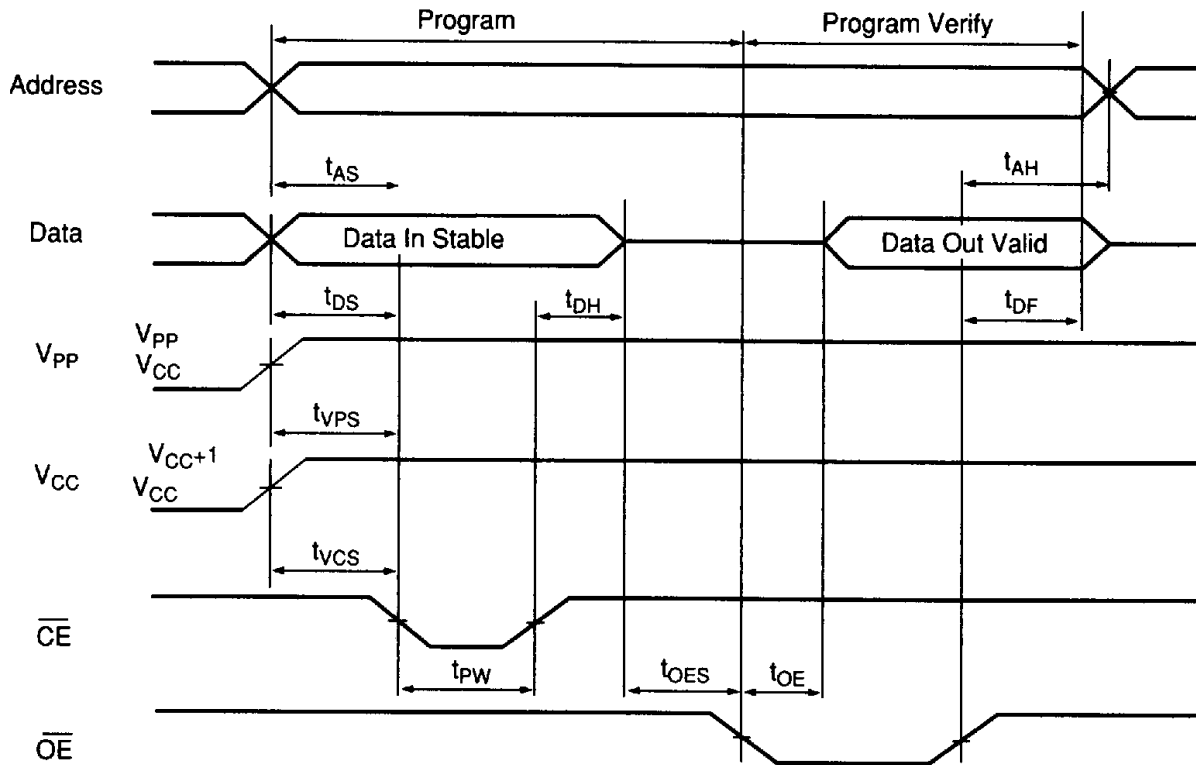 Program
Program Verify
Address
tAS
tAH
Data
Data In Stable
Data Out Valid
tDS
tDH
tDF
VPP
VPP
VCC
tVPS
VCC
VCC+1
VCC
tVCS
CE
tPW
tOES
tOE
OE